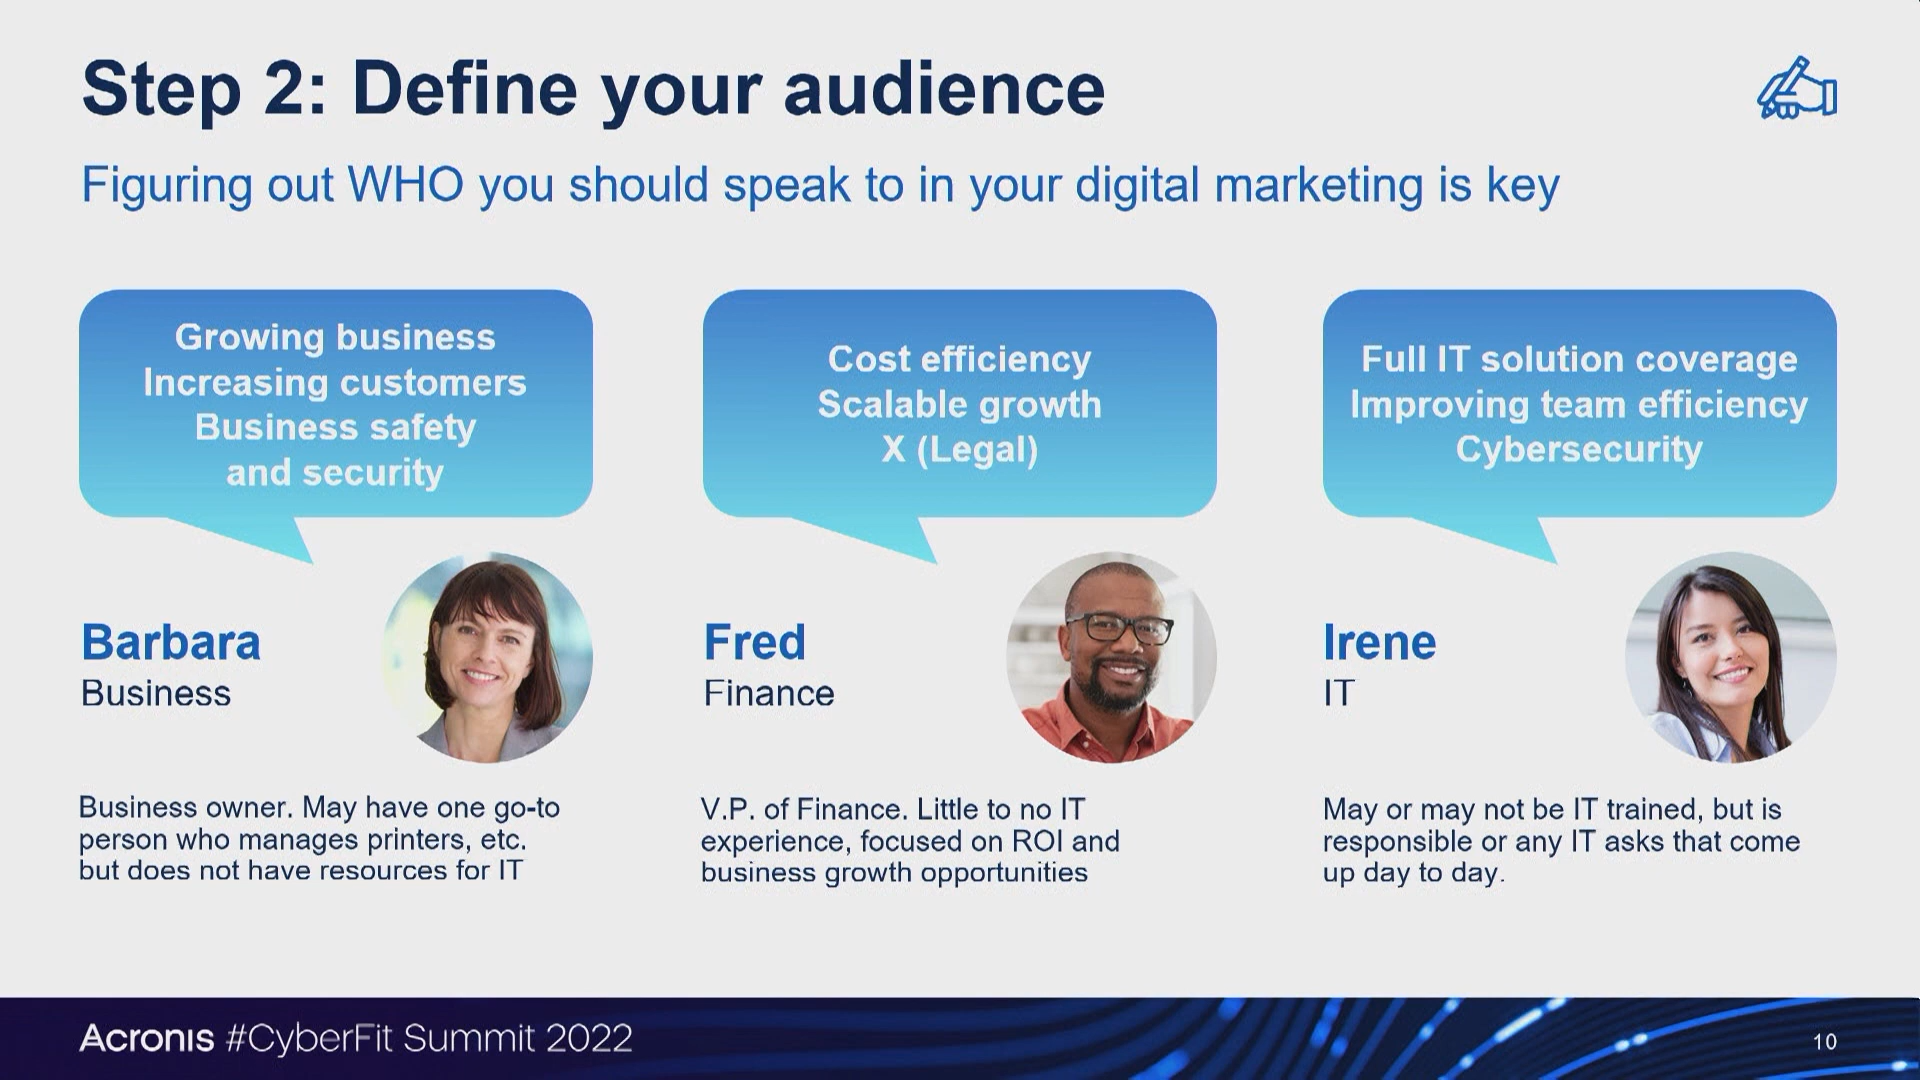 Step 2: Define your audience
Figuring out WHO you should speak to in your digital marketing is key
Growing business
Increasing customers
Business safety
and security
Barbara
Business
Business owner. May have one go-to
person who manages printers, etc.
but does not have resources for IT
Cost efficiency
Scalable growth
X (Legal)
Fred
Finance
V.P. of Finance. Little to no IT
experience, focused on ROI and
business growth opportunities
Full IT solution coverage
Improving team efficiency
Cybersecurity
Irene
IT
May or may not be IT trained, but is
responsible or any IT asks that come
up day to day.
Acronis #CyberFit Summit 2022
10